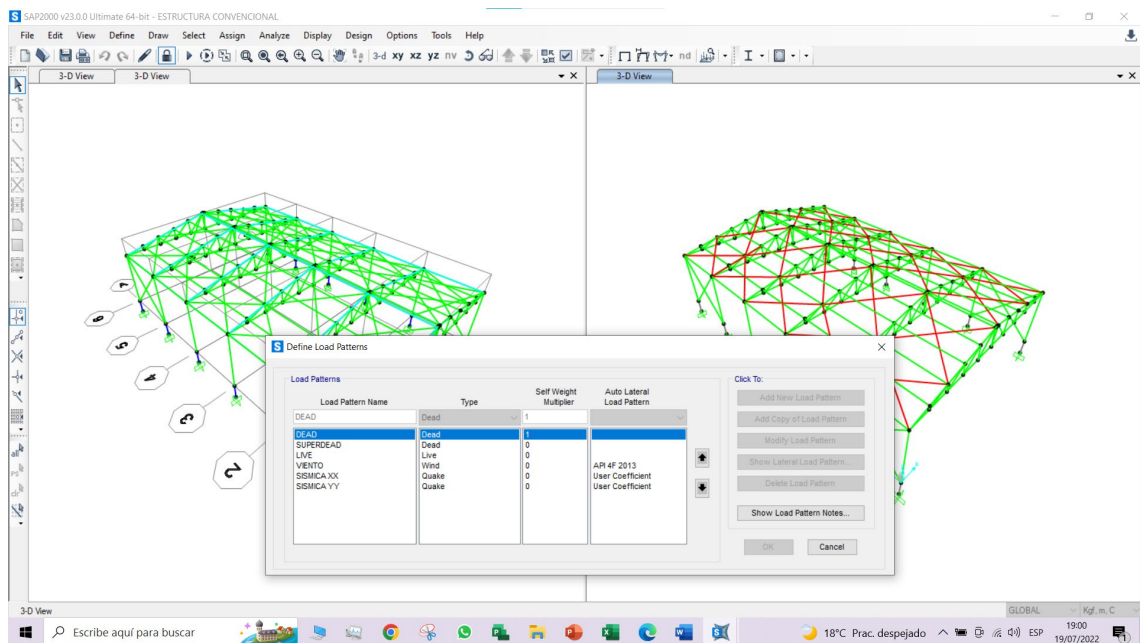 SAP2000 v23.0.0 Ultimate 64-bit - ESTRUCTURA CONVENCIONAL
File Edit View Define Draw Select Assign Analyze Display Design Options Tools Help
3-d xy xz yz nv nd
3-D View 3-D View 3-D View
Define Load Patterns
Load Patterns
Click To:
Load Pattern Name Type Self Weight Multiplier Auto Lateral Load Pattern
DEAD Dead 1
DEAD Dead 1
SUPERDEAD Dead 0
LIVE Live 0
VIENTO Wind 0 API 4F 2013
SISMICA XX Quake 0 User Coefficient
SISMICA YY Quake 0 User Coefficient
Add New Load Pattern
Add Copy of Load Pattern
Modify Load Pattern
Show Lateral Load Pattern...
Delete Load Pattern
Show Load Pattern Notes...
OK Cancel
all
ps
clr
3-D View
GLOBAL Kgf, m, C
Escribe aquí para buscar
18°C Prac. despejado
ESP
19:00
19/07/2022